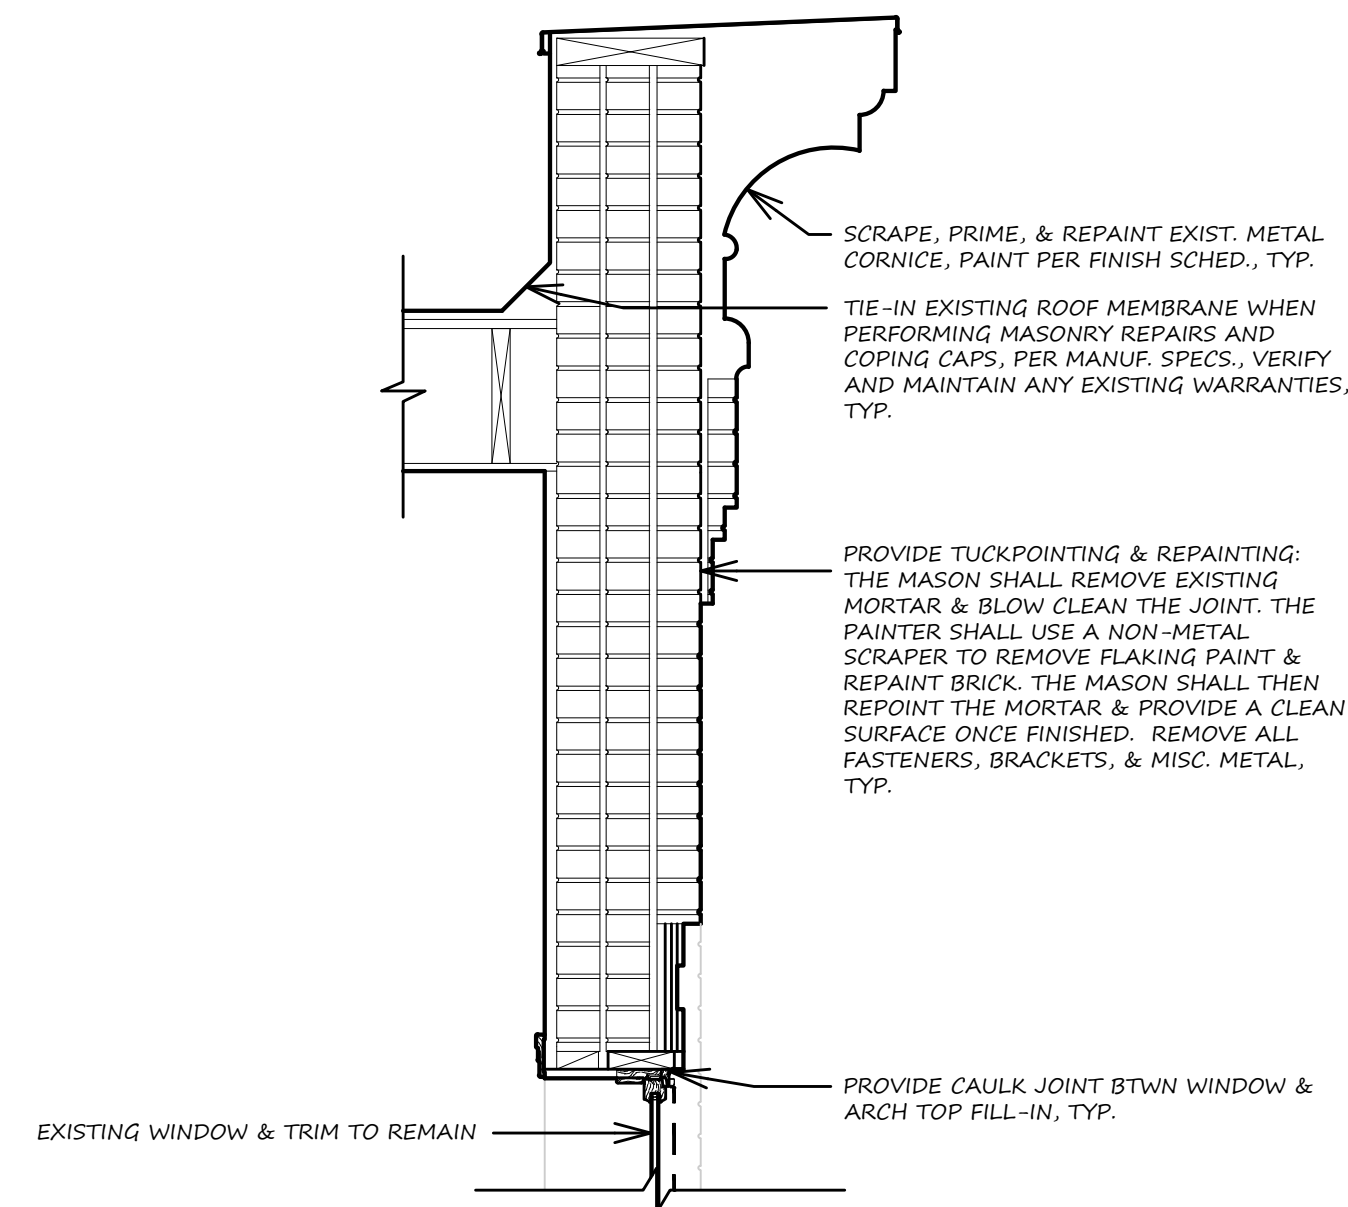 SCRAPE, PRIME, & REPAINT EXIST. METAL
CORNICE, PAINT PER FINISH SCHED., TYP.
TIE-IN EXISTING ROOF MEMBRANE WHEN
PERFORMING MASONRY REPAIRS AND
COPING CAPS, PER MANUF. SPECS., VERIFY
AND MAINTAIN ANY EXISTING WARRANTIES,
TYP.
PROVIDE TUCKPOINTING & REPAINTING:
THE MASON SHALL REMOVE EXISTING
MORTAR & BLOW CLEAN THE JOINT. THE
PAINTER SHALL USE A NON-METAL
SCRAPER TO REMOVE FLAKING PAINT &
REPAINT BRICK. THE MASON SHALL THEN
REPOINT THE MORTAR & PROVIDE A CLEAN
SURFACE ONCE FINISHED.  REMOVE ALL
FASTENERS, BRACKETS, & MISC. METAL,
TYP.
PROVIDE CAULK JOINT BTWN WINDOW &
ARCH TOP FILL-IN, TYP.
EXISTING WINDOW & TRIM TO REMAIN